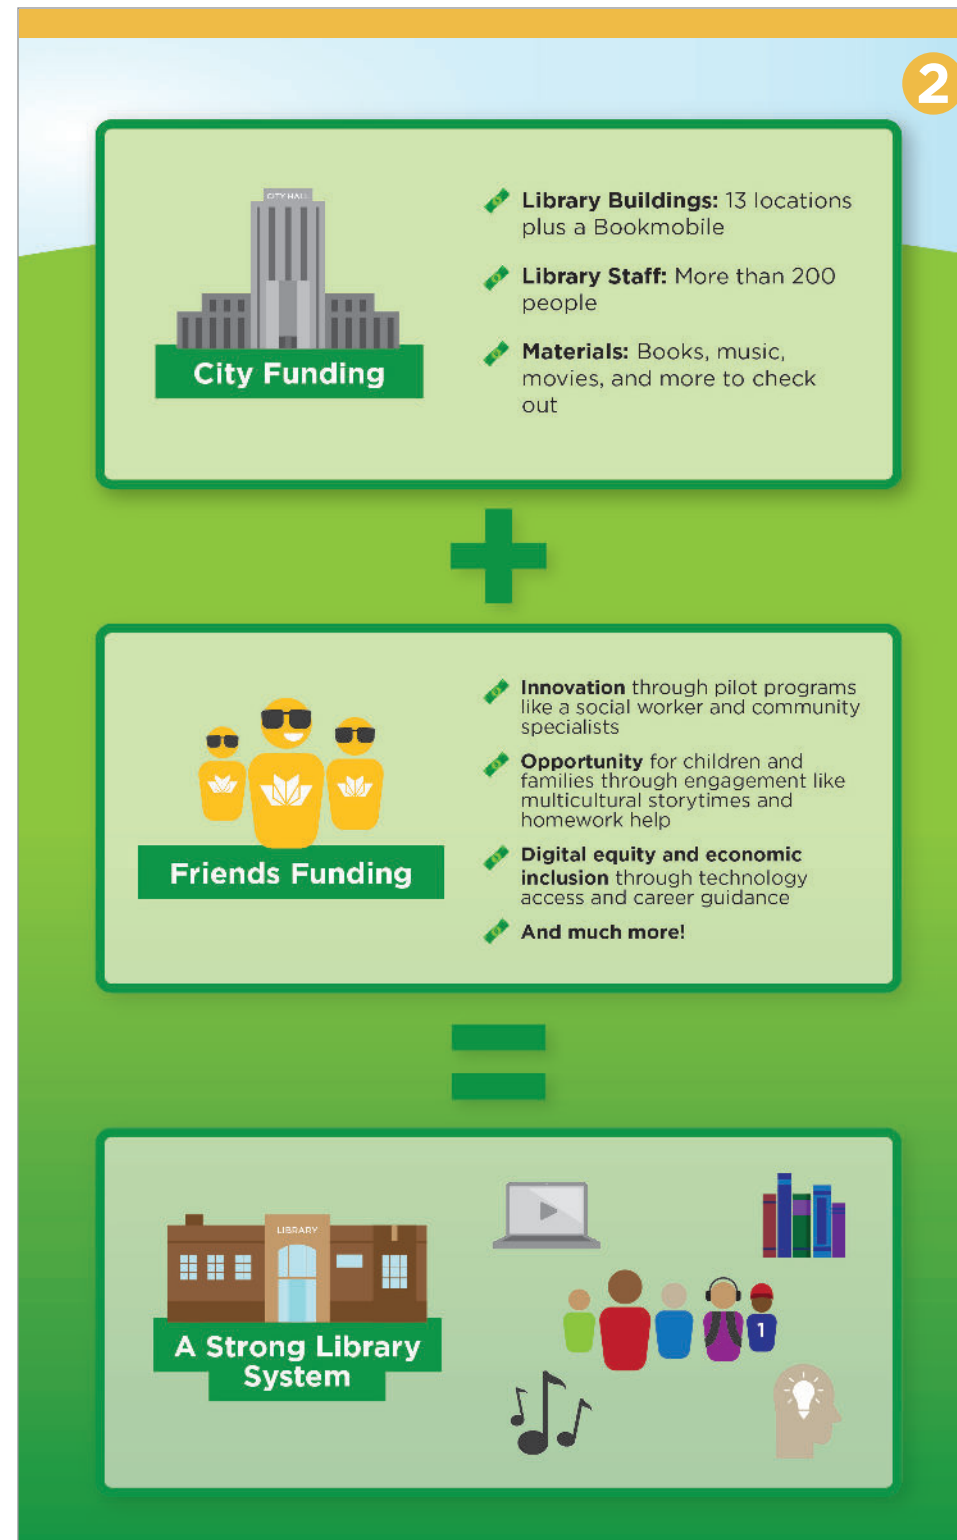 2
CITY HALL
City Funding
Library Buildings: 13 locations
plus a Bookmobile
Library Staff: More than 200
people
Materials: Books, music,
movies, and more to check
out
Friends Funding
Innovation through pilot programs
like a social worker and community
specialists
Opportunity for children and
families through engagement like
multicultural storytimes and
homework help
Digital equity and economic
inclusion through technology
access and career guidance
And much more!
LIBRARY
A Strong Library
System
1